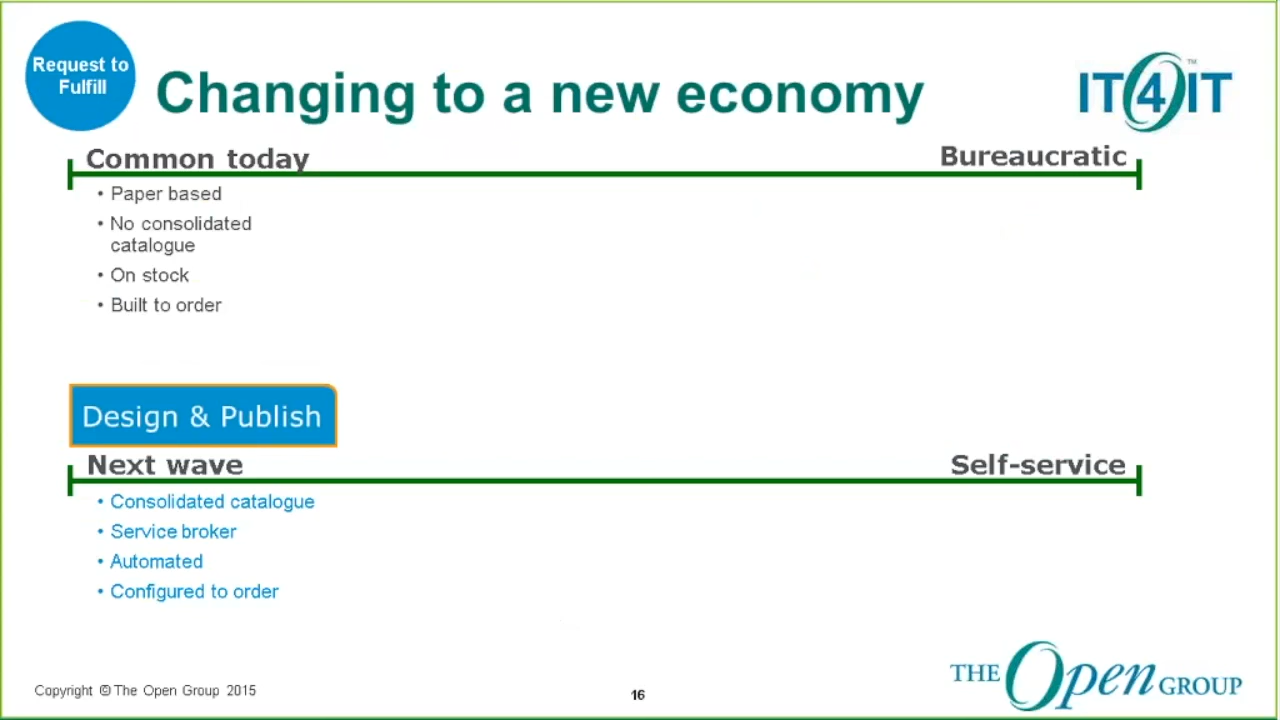 Request to
Fulfill
Changing to a new economy
IT4IT™
Common today
Bureaucratic
• Paper based
• No consolidated
catalogue
• On stock
• Built to order
Design & Publish
Next wave
Self-service
• Consolidated catalogue
• Service broker
• Automated
• Configured to order
Copyright © The Open Group 2015
16
THE Open GROUP